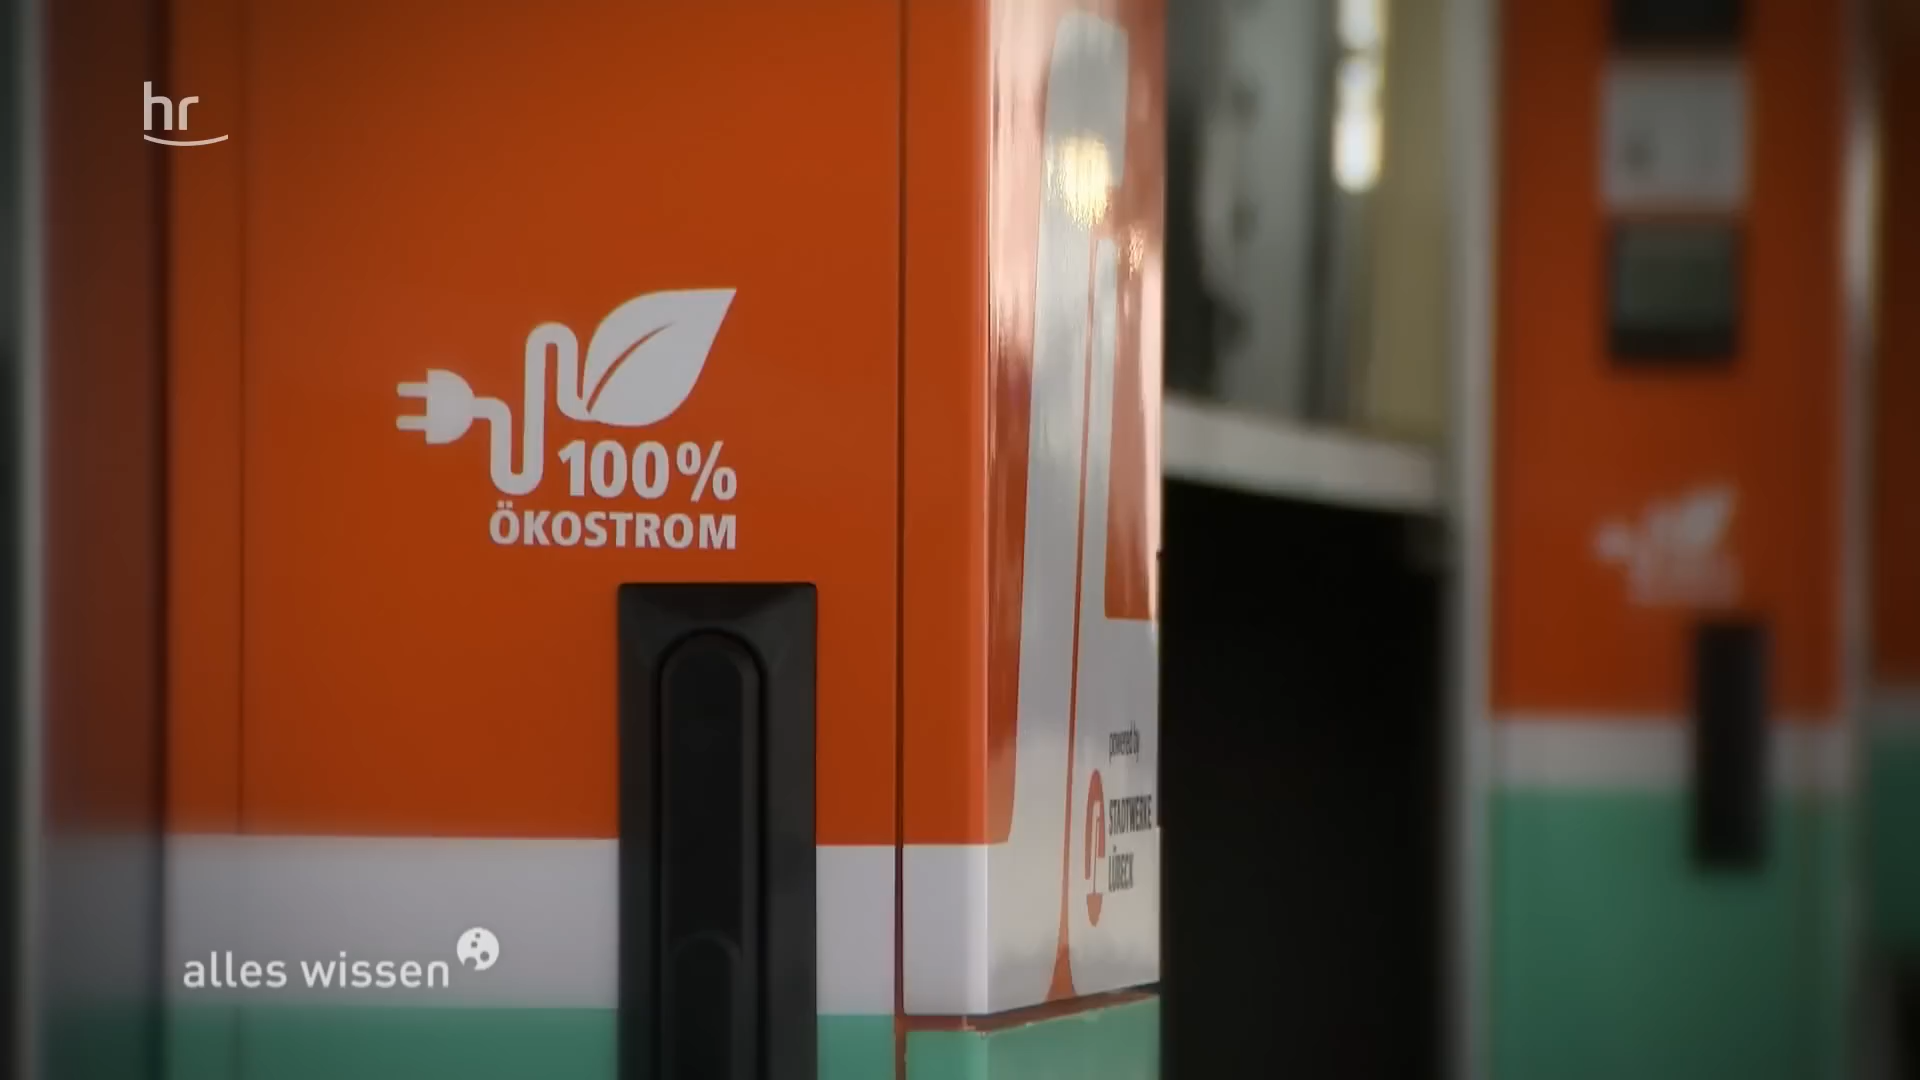 hr
100%
ÖKOSTROM
powered by
STADTWERKE
LÜBECK
alles wissen